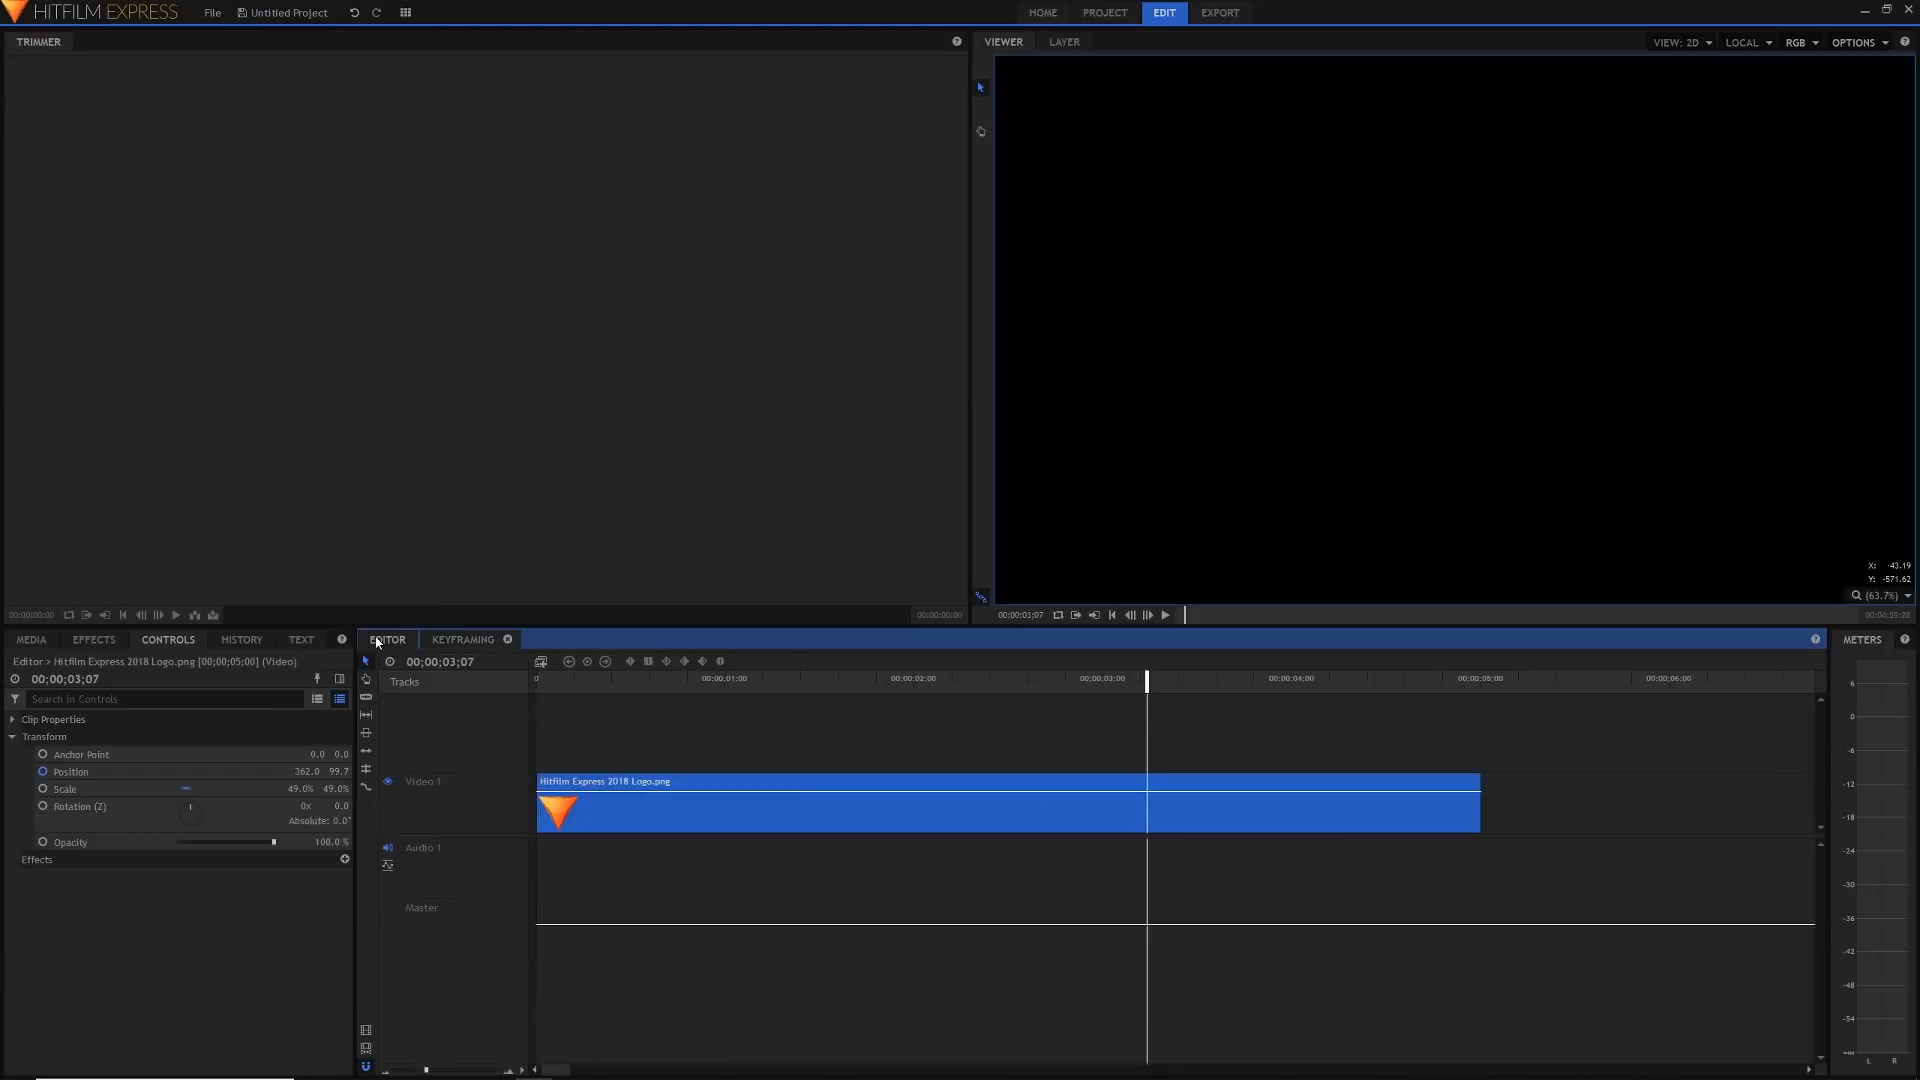 HITFILM EXPRESS File Untitled Project HOME PROJECT EDIT EXPORT
TRIMMER
VIEWER LAYER VIEW: 2D LOCAL RGB OPTIONS
X: -43.19
Y: -571.62
(63.7%)
00:00:00:00 00:00:00:00
00:00:03;07 00:04:59;28
MEDIA EFFECTS CONTROLS HISTORY TEXT
EDITOR KEYFRAMING
METERS
Editor > Hitfilm Express 2018 Logo.png [00;00;05;00] (Video)
00;00;03;07
Search in Controls
Clip Properties
Transform
Anchor Point 0.0 0.0
Position 362.0 99.7
Scale 49.0% 49.0%
Rotation (Z) 0x 0.0
Absolute: 0.0°
Opacity 100.0 %
Effects
00;00;03;07
Tracks
0 00;00;01;00 00;00;02;00 00;00;03;00 00;00;04;00 00;00;05;00 00;00;06;00
Video 1
Hitfilm Express 2018 Logo.png
Audio 1
Master
6
0
-6
-12
-18
-24
-30
-36
-42
-48
-54
-∞
L R